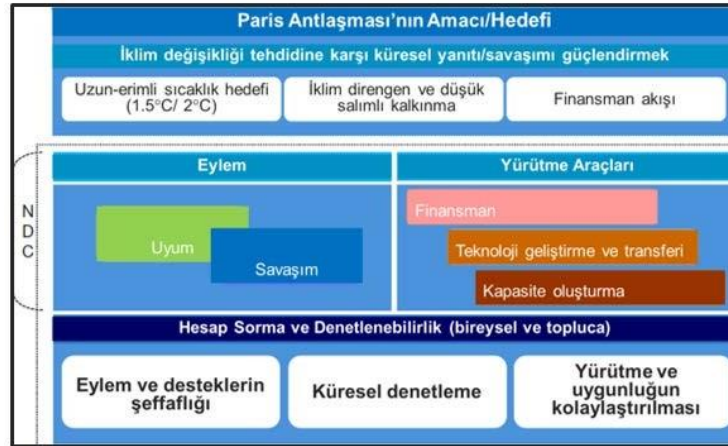 Paris Antlaşması'nın Amacı/Hedefi
İklim değişikliği tehdidine karşı küresel yanıtı/savaşımı güçlendirmek
Uzun-erimli sıcaklık hedefi
(1.5°C/ 2°C)
İklim direngen ve düşük
salımlı kalkınma
Finansman akışı
N
D
C
Eylem
Uyum
Savaşım
Yürütme Araçları
Finansman
Teknoloji geliştirme ve transferi
Kapasite oluşturma
Hesap Sorma ve Denetlenebilirlik (bireysel ve topluca)
Eylem ve desteklerin
şeffaflığı
Küresel denetleme
Yürütme ve
uygunluğun
kolaylaştırılması